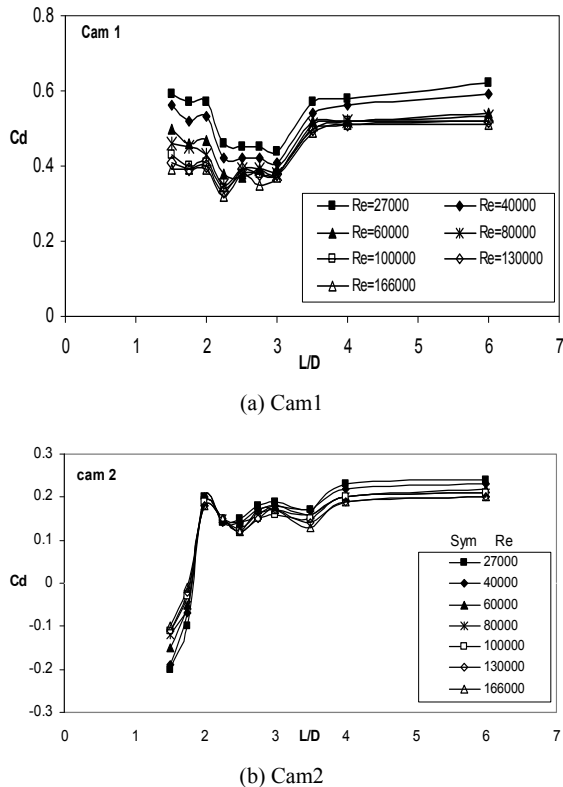 Cam 1
0.8
0.6
Cd
0.4
0.2
0
0 1 2 3 4 5 6 7
L/D
Re=27000 Re=40000
Re=60000 Re=80000
Re=100000 Re=130000
Re=166000
(a) Cam1
cam 2
0.3
0.2
0.1
Cd
0
-0.1
-0.2
-0.3
0 1 2 3 L/D 4 5 6 7
Sym Re
27000
40000
60000
80000
100000
130000
166000
(b) Cam2